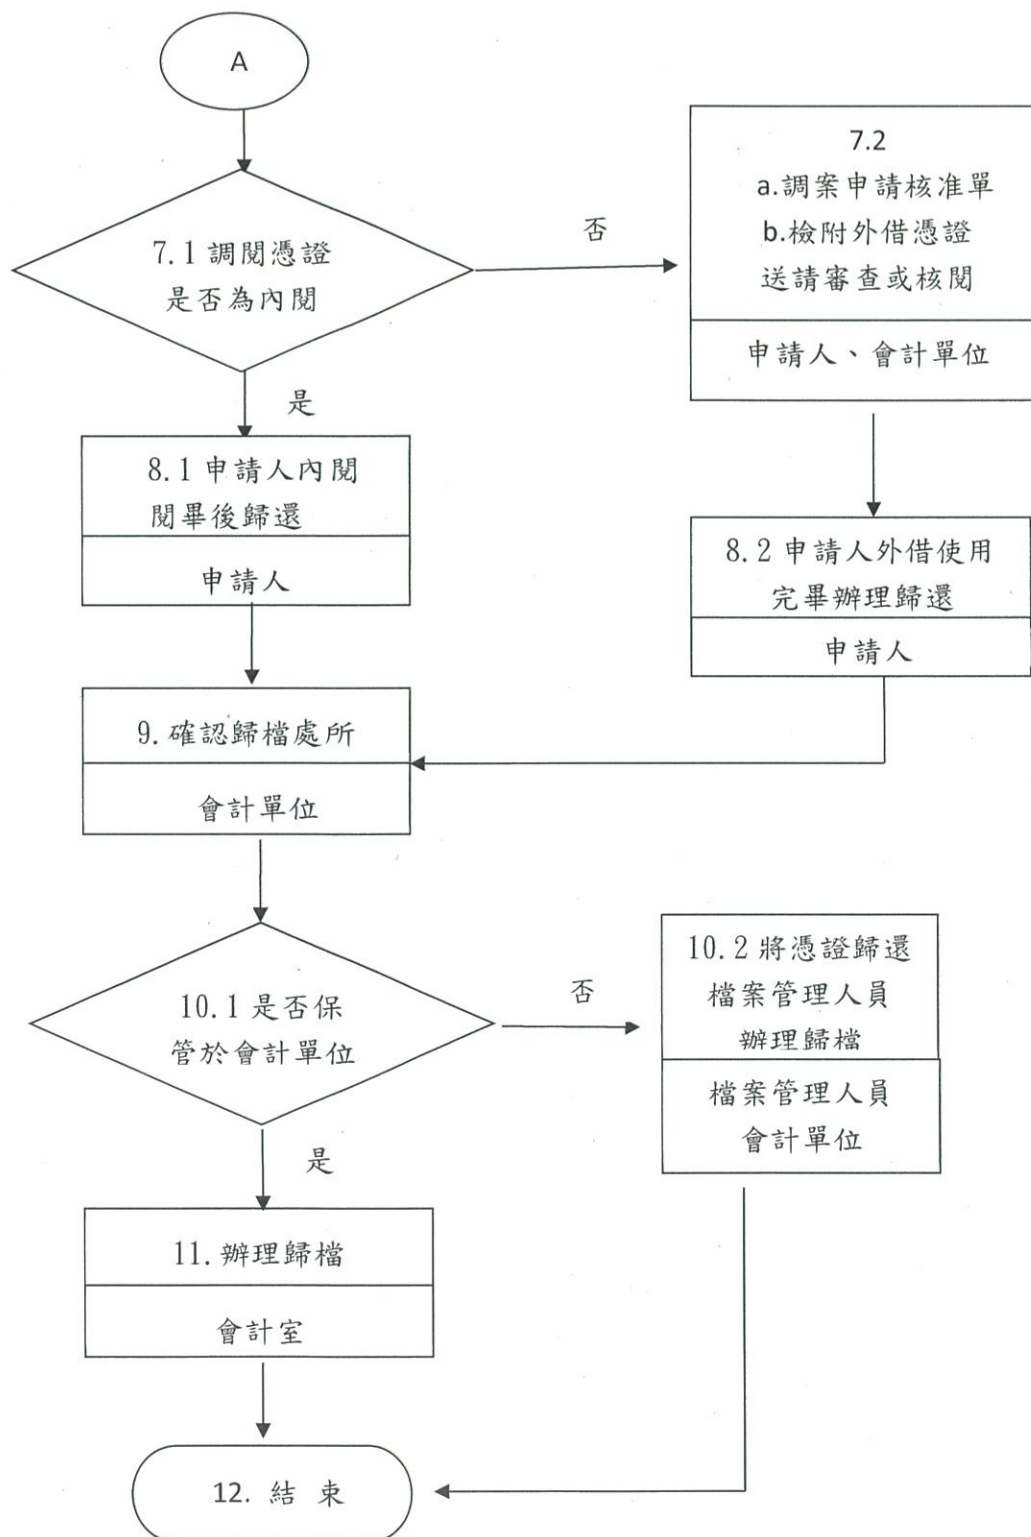 A
7.1 調閱憑證
是否為內閱
否
7.2
a.調案申請核准單
b.檢附外借憑證
送請審查或核閱
申請人、會計單位
是
8.1 申請人內閱
閱畢後歸還
申請人
8.2 申請人外借使用
完畢辦理歸還
申請人
9. 確認歸檔處所
會計單位
10.1 是否保
管於會計單位
否
10.2 將憑證歸還
檔案管理人員
辦理歸檔
檔案管理人員
會計單位
是
11. 辦理歸檔
會計室
12. 結 束